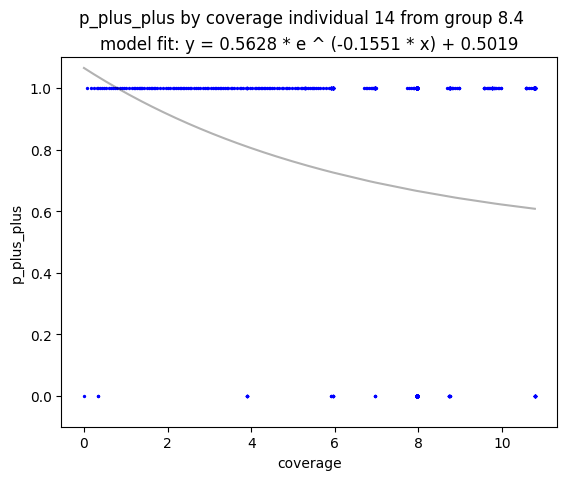 p_plus_plus by coverage individual 14 from group 8.4
model fit: y = 0.5628 * e ^ (-0.1551 * x) + 0.5019
1.0
0.8
0.6
0.4
0.2
0.0
p_plus_plus
0 2 4 6 8 10
coverage